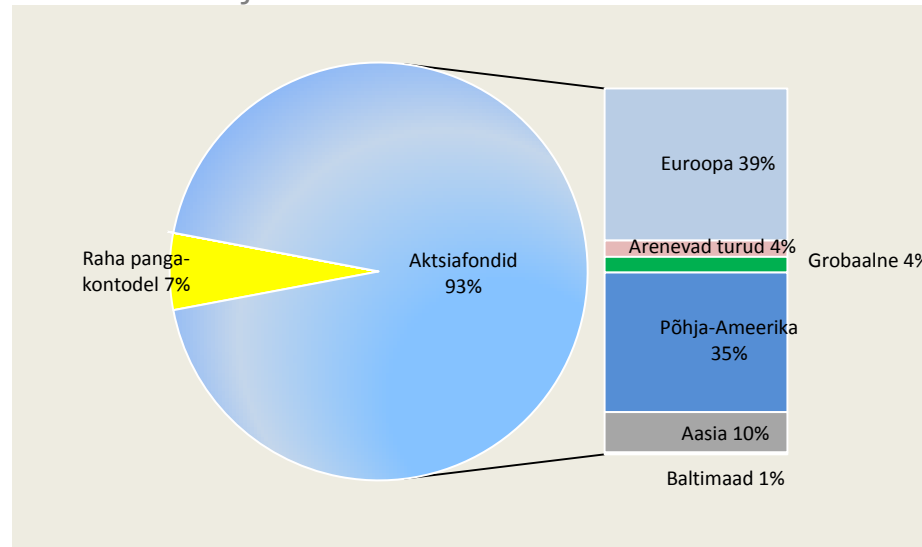 Euroopa 39%
Arenevad turud 4%
Grobaalne 4%
Raha panga-
kontodel 7%
Aktsiafondid
93%
Põhja-Ameerika
35%
Aasia 10%
Baltimaad 1%